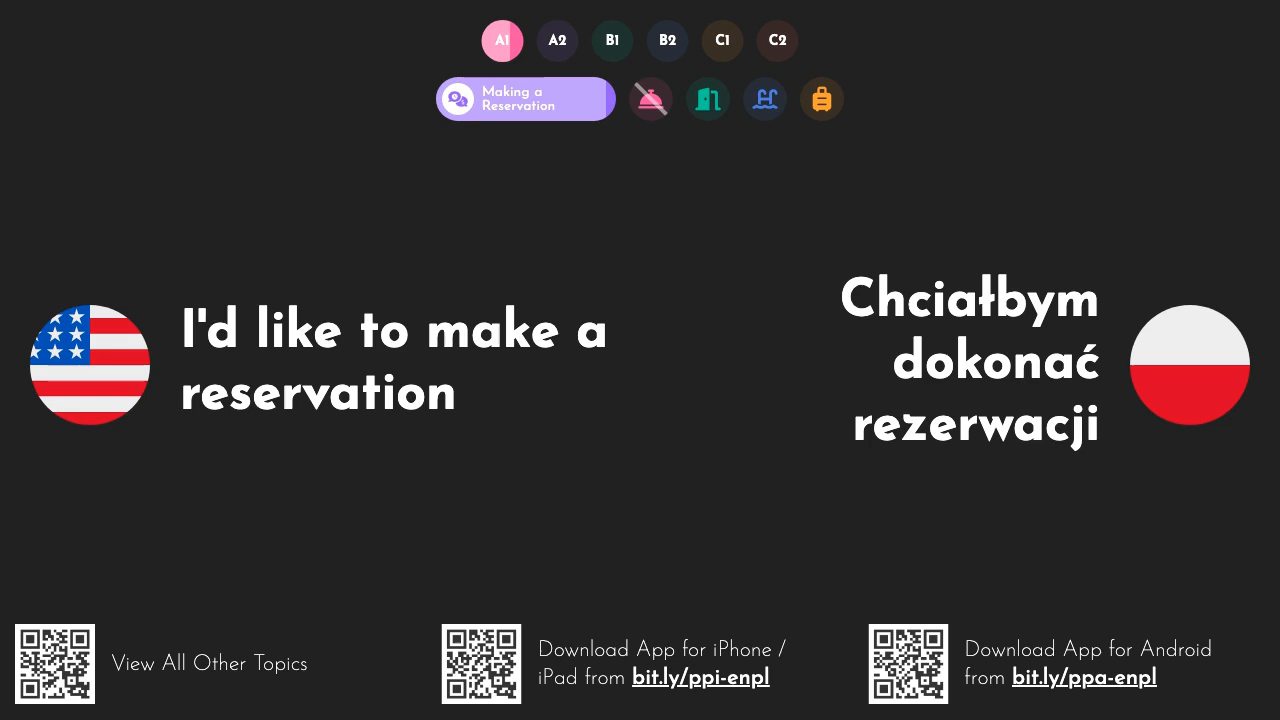 A1 A2 B1 B2 C1 C2
Making a
Reservation
I'd like to make a
reservation
Chciałbym
dokonać
rezerwacji
View All Other Topics
Download App for iPhone /
iPad from bit.ly/ppi-enpl
Download App for Android
from bit.ly/ppa-enpl